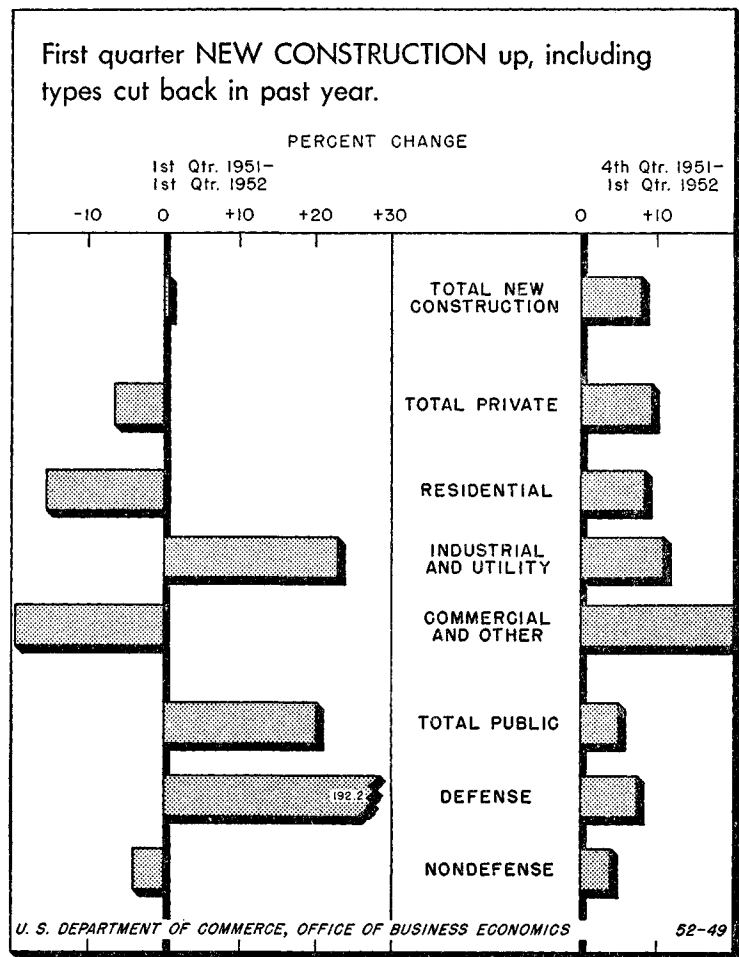 First quarter NEW CONSTRUCTION up, including
types cut back in past year.
PERCENT CHANGE
1st Qtr. 1951–
1st Qtr. 1952
4th Qtr. 1951–
1st Qtr. 1952
-10 0 +10 +20 +30
0 +10
TOTAL NEW
CONSTRUCTION
TOTAL PRIVATE
RESIDENTIAL
INDUSTRIAL
AND UTILITY
COMMERCIAL
AND OTHER
TOTAL PUBLIC
192.2
DEFENSE
NONDEFENSE
U. S. DEPARTMENT OF COMMERCE, OFFICE OF BUSINESS ECONOMICS 52-49